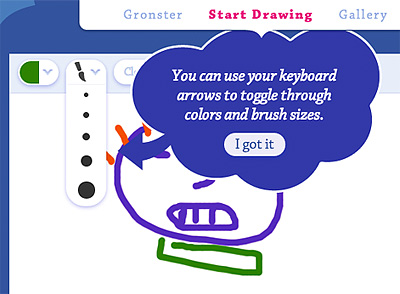 Gronster Start Drawing Gallery
You can use your keyboard
arrows to toggle through
colors and brush sizes.
I got it